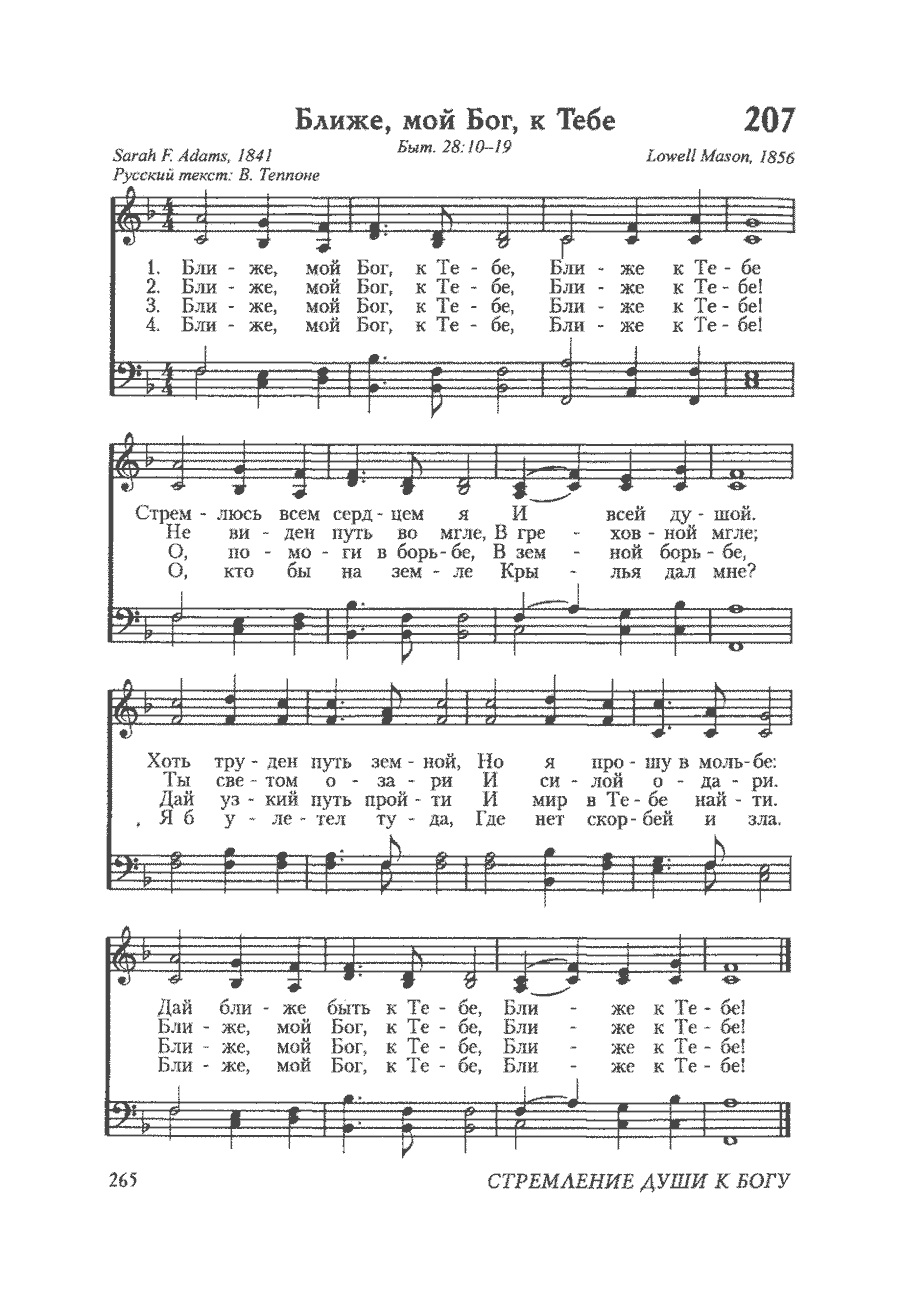 Ближе, мой Бог, к Тебе 207
Быт. 28:10–19
Sarah F. Adams, 1841 Lowell Mason, 1856
Русский текст: В. Теппоне
1. Бли - же, мой Бог, к Те - бе, Бли - же к Те - бе
2. Бли - же, мой Бог, к Те - бе, Бли - же к Те - бе!
3. Бли - же, мой Бог, к Те - бе, Бли - же к Те - бе!
4. Бли - же, мой Бог, к Те - бе, Бли - же к Те - бе!
Стрем - люсь всем серд - цем я И всей ду - шой.
Не ви - ден путь во мгле, В гре - хов - ной мгле;
О, по - мо - ги в борь - бе, В зем - ной борь - бе,
О, кто бы на зем - ле Кры - лья дал мне?
Хоть тру - ден путь зем - ной, Но я про - шу в моль - бе:
Ты све - том о - за - ри И си - лой о - да - ри.
Дай уз - кий путь прой - ти И мир в Те - бе най - ти.
Я б у - ле - тел ту - да, Где нет скор - бей и зла.
Дай бли - же быть к Те - бе, Бли - же к Те - бе!
Бли - же, мой Бог, к Те - бе, Бли - же к Те - бе!
Бли - же, мой Бог, к Те - бе, Бли - же к Те - бе!
Бли - же, мой Бог, к Те - бе, Бли - же к Те - бе!
265 СТРЕМЛЕНИЕ ДУШИ К БОГУ